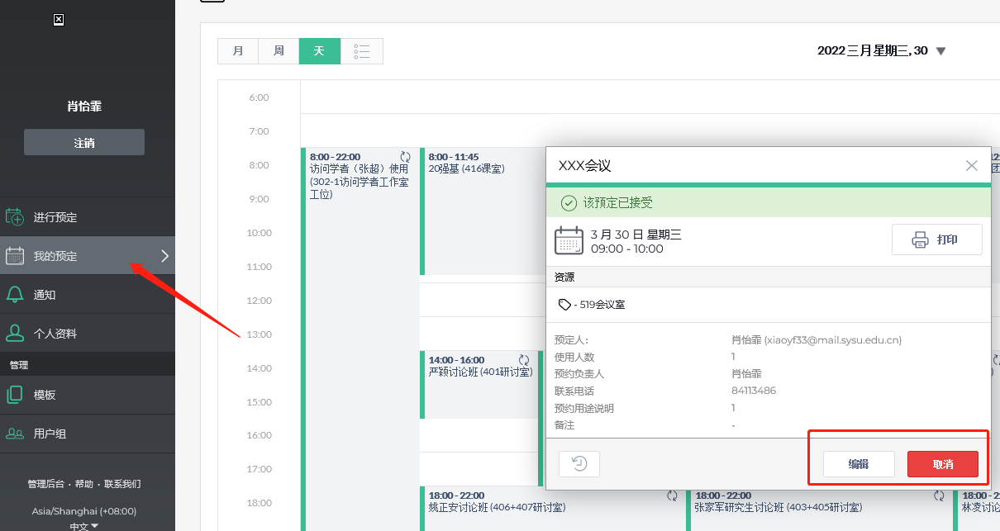 肖怡霏
注销
进行预定
我的预定
通知
个人资料
管理
模板
用户组
管理后台 · 帮助 · 联系我们
Asia/Shanghai (+08:00)
中文
月 周 天
2022 三月 星期三, 30
6:00
7:00
8:00
9:00
10:00
11:00
12:00
13:00
14:00
15:00
16:00
17:00
18:00
8:00 - 22:00
访问学者（张超）使用
(302-1访问学者工作室
工位)
8:00 - 11:45
20强基 (416课室)
14:00 - 16:00
严颖讨论班 (401研讨室)
18:00 - 22:00
姚正安讨论班 (406+407研讨室)
18:00 - 22:00
张家军研究生讨论班 (403+405研讨室)
18:00 - 2
林凌讨论
XXX会议
该预定已接受
3 月 30 日 星期三
09:00 - 10:00
打印
资源
- 519会议室
预定人: 肖怡霏 (xiaoyf33@mail.sysu.edu.cn)
使用人数 1
预约负责人 肖怡霏
联系电话 84113486
预约用途说明 1
备注 -
编辑 取消